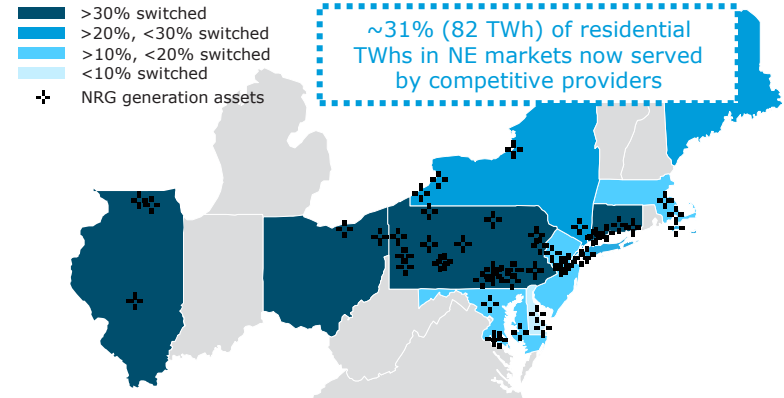 >30% switched
>20%, <30% switched
>10%, <20% switched
<10% switched
NRG generation assets
~31% (82 TWh) of residential
TWhs in NE markets now served
by competitive providers